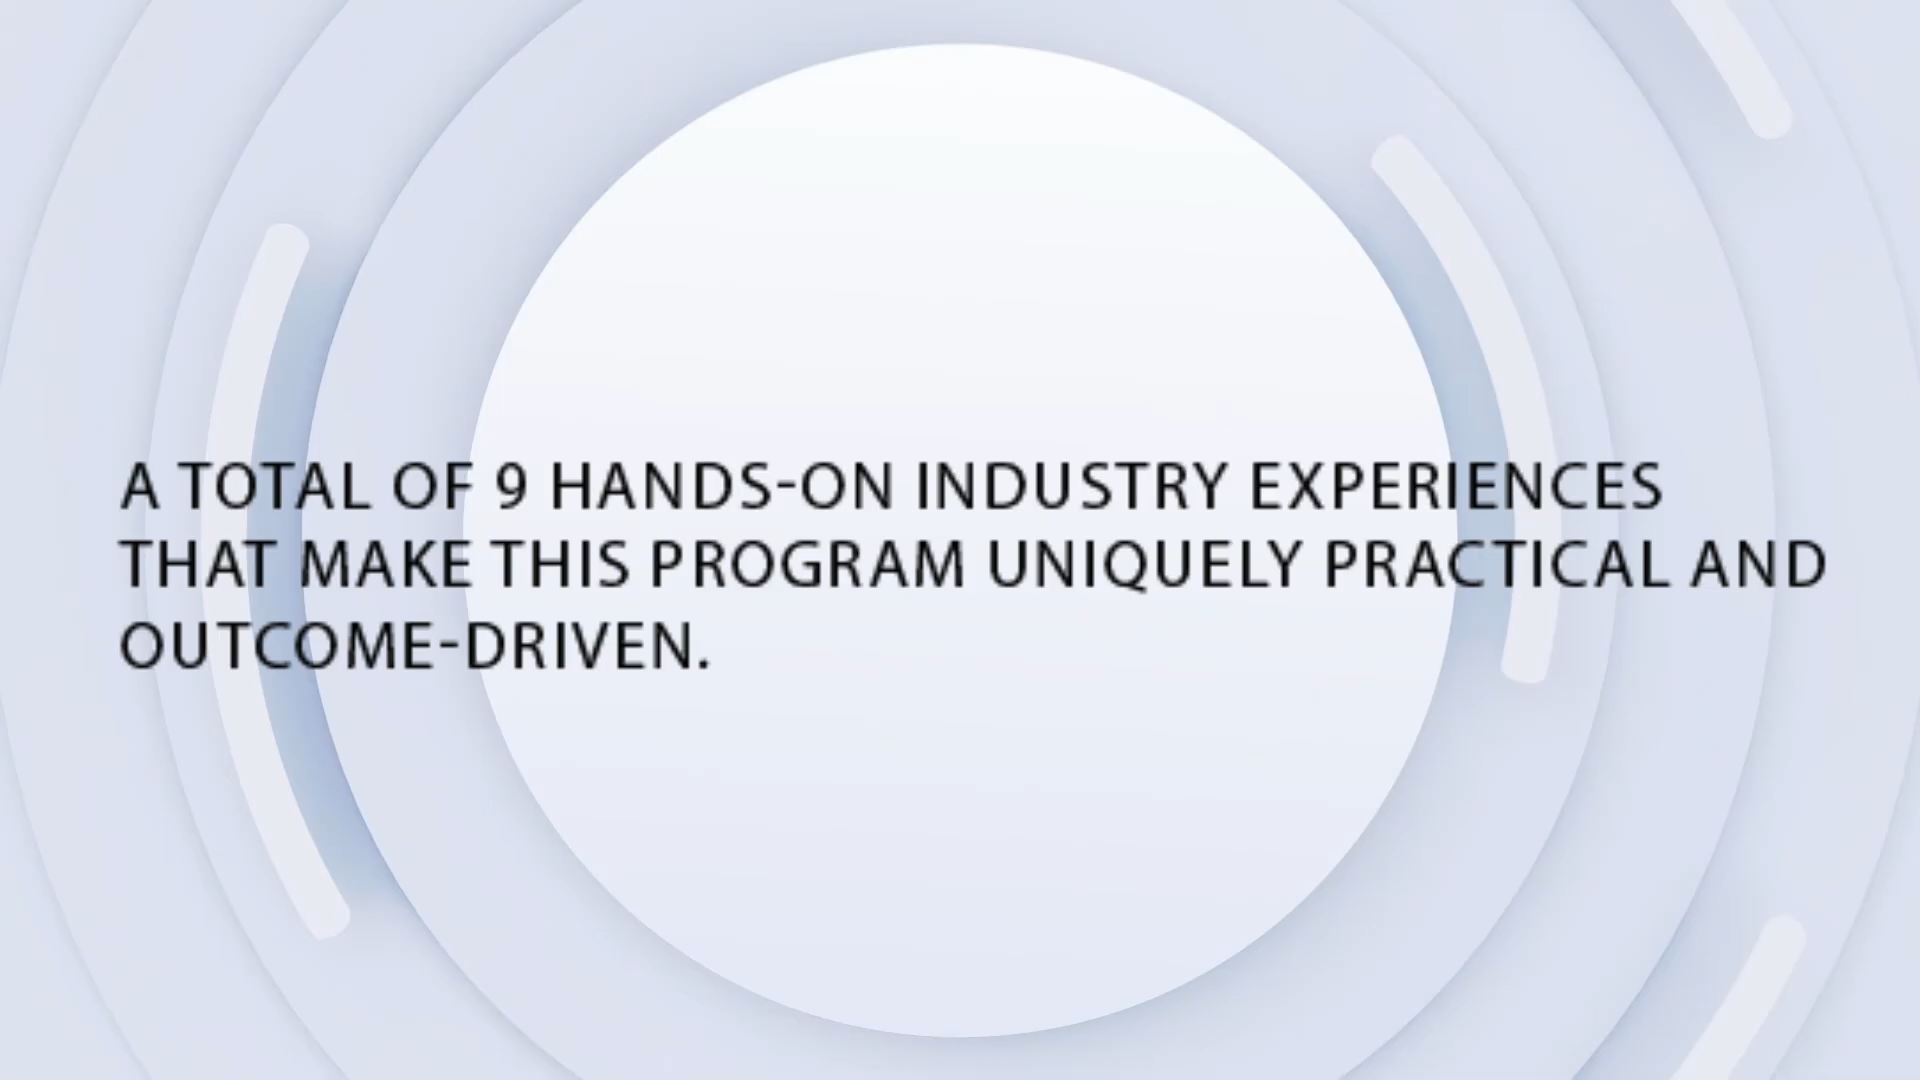 A TOTAL OF 9 HANDS-ON INDUSTRY EXPERIENCES
THAT MAKE THIS PROGRAM UNIQUELY PRACTICAL AND
OUTCOME-DRIVEN.